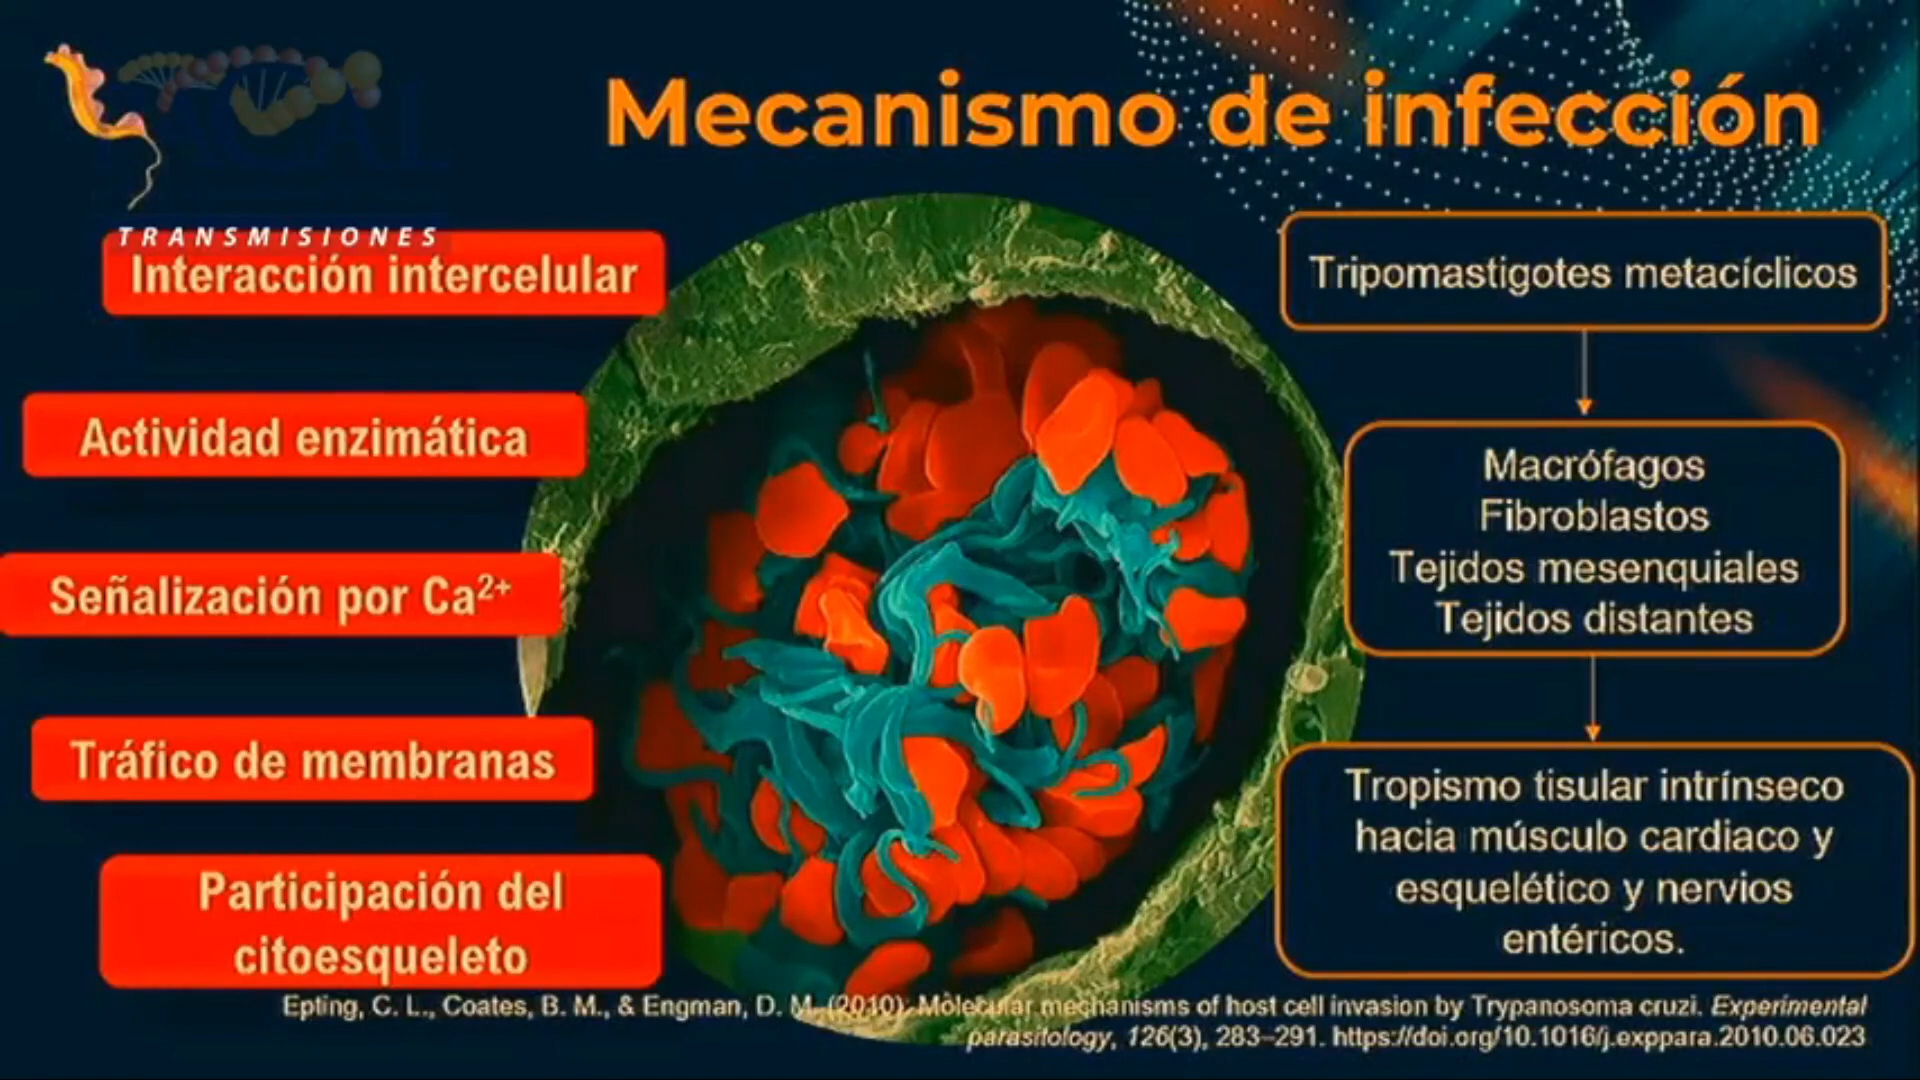 Mecanismo de infección
TRANSMISIONES
Interacción intercelular
Actividad enzimática
Señalización por Ca²⁺
Tráfico de membranas
Participación del
citoesqueleto
Tripomastigotes metacíclicos
Macrófagos
Fibroblastos
Tejidos mesenquiales
Tejidos distantes
Tropismo tisular intrínseco
hacia músculo cardiaco y
esquelético y nervios
entéricos.
Epting, C. L., Coates, B. M., & Engman, D. M. (2010). Molecular mechanisms of host cell invasion by Trypanosoma cruzi. Experimental
parasitology, 126(3), 283–291. https://doi.org/10.1016/j.exppara.2010.06.023